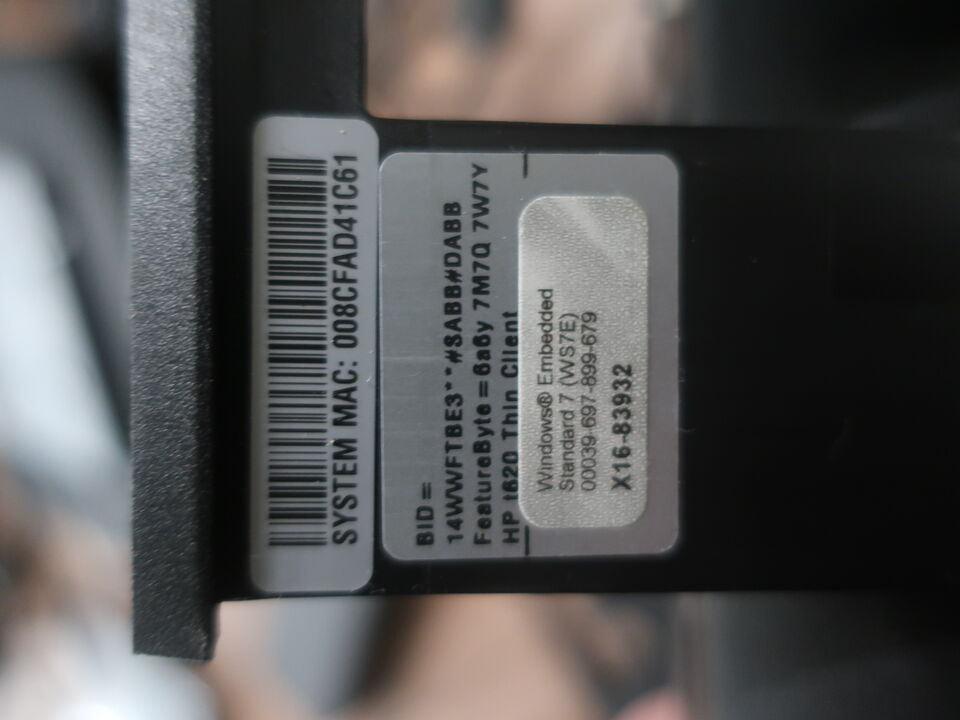 SYSTEM MAC: 008CFAD41C61
BID =
14WWFTBE3**#SABB#DABB
FeatureByte = 6a6y 7M7Q 7W7Y
HP t620 Thin Client
Windows® Embedded
Standard 7 (WS7E)
00039-697-899-679
X16-83932